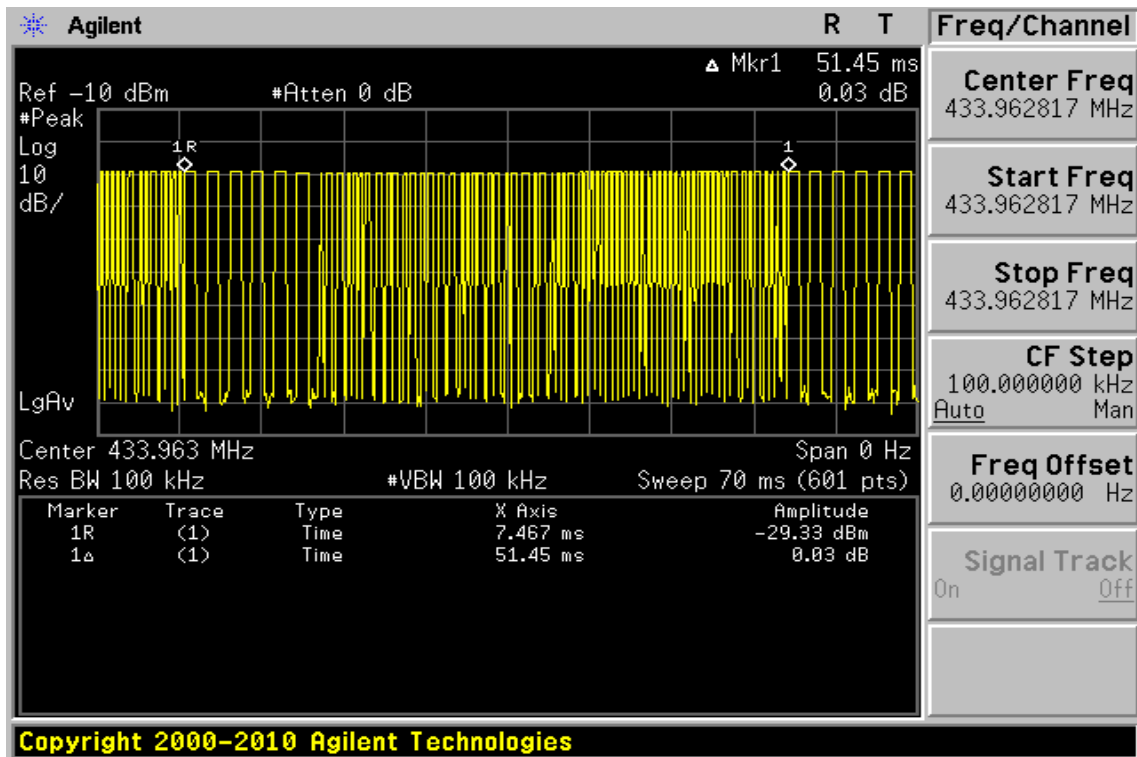 Agilent R T Freq/Channel
Δ Mkr1 51.45 ms
Ref -10 dBm #Atten 0 dB 0.03 dB
#Peak
Log
10
dB/
1R
1
LgAv
Center 433.963 MHz Span 0 Hz
Res BW 100 kHz #VBW 100 kHz Sweep 70 ms (601 pts)
Marker Trace Type X Axis Amplitude
1R (1) Time 7.467 ms -29.33 dBm
1Δ (1) Time 51.45 ms 0.03 dB
Center Freq
433.962817 MHz
Start Freq
433.962817 MHz
Stop Freq
433.962817 MHz
CF Step
100.000000 kHz
Auto Man
Freq Offset
0.00000000 Hz
Signal Track
On Off
Copyright 2000-2010 Agilent Technologies